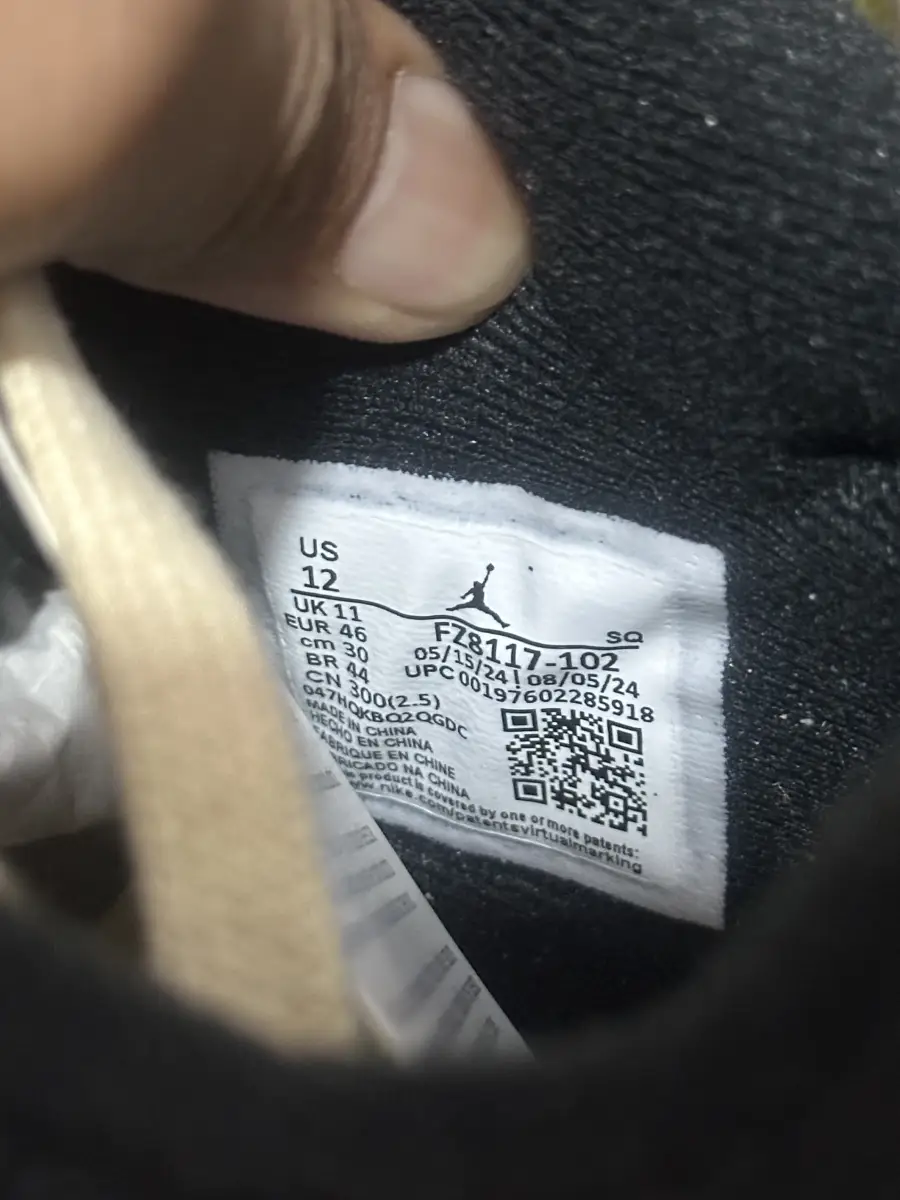 US
12
UK 11
EUR 46
cm 30
BR 44
CN 300(2.5)
SQ
FZ8117-102
05/15/24 | 08/05/24
UPC 00197602285918
047HQKBQ2QGDC
MADE IN CHINA
HECHO EN CHINA
FABRIQUE EN CHINE
FABRICADO NA CHINA
product is covered by one or more patents:
nike.com/patentsvirtualmarking